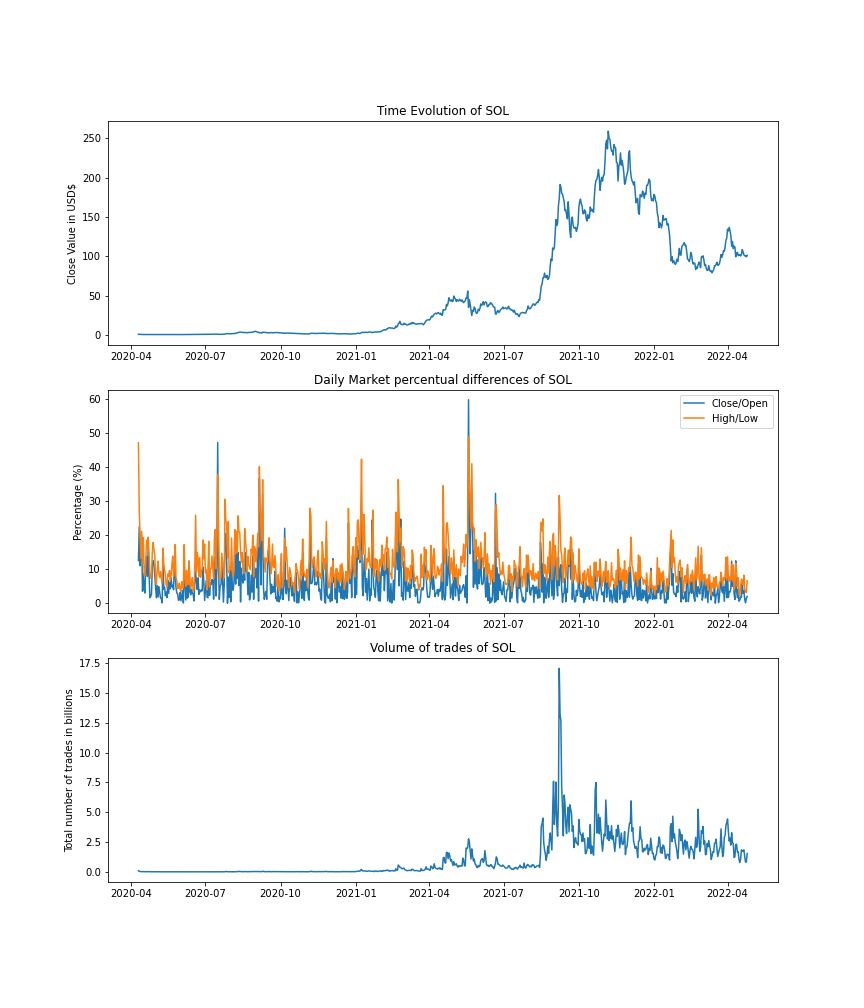 Time Evolution of SOL
Close Value in USD$
250
200
150
100
50
0
2020-04 2020-07 2020-10 2021-01 2021-04 2021-07 2021-10 2022-01 2022-04
Daily Market percentual differences of SOL
Percentage (%)
60
50
40
30
20
10
0
Close/Open
High/Low
2020-04 2020-07 2020-10 2021-01 2021-04 2021-07 2021-10 2022-01 2022-04
Volume of trades of SOL
Total number of trades in billions
17.5
15.0
12.5
10.0
7.5
5.0
2.5
0.0
2020-04 2020-07 2020-10 2021-01 2021-04 2021-07 2021-10 2022-01 2022-04